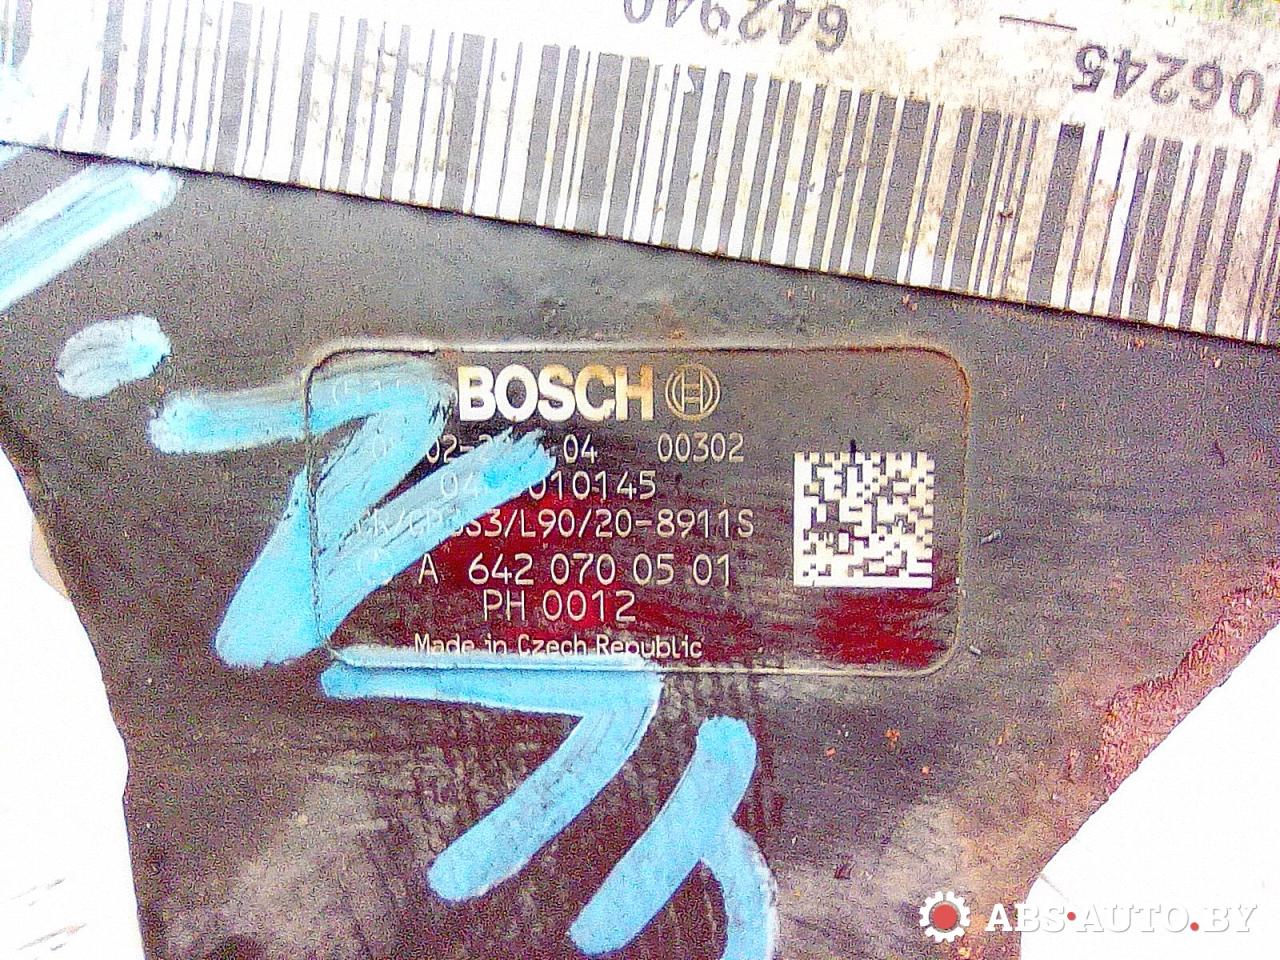 642940
06245
BOSCH
04 00302
010145
S3/L90/20-8911S
A 642 070 05 01
PH 0012
Made in Czech Republic
ABS-AUTO.BY